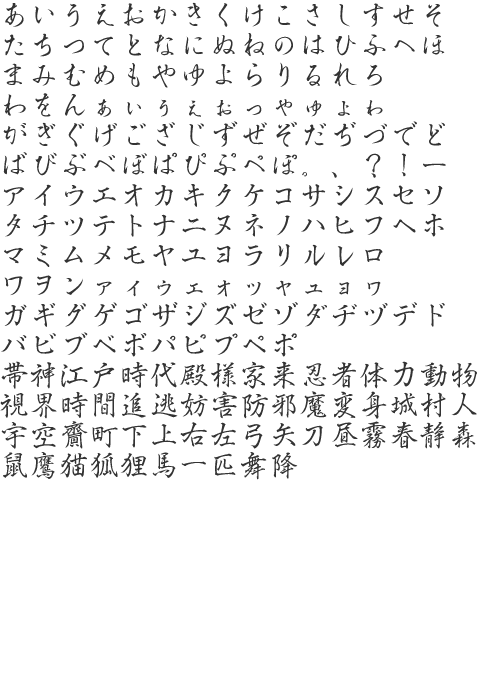 あいうえおかきくけこさしすせそ
たちつてとなにぬねのはひふへほ
まみむめもやゆよらりるれろ
わをんぁぃぅぇぉっゃゅょゎ
がぎぐげござじずぜぞだぢづでど
ばびぶべぼぱぴぷぺぽ。、？！ー
アイウエオカキクケコサシスセソ
タチツテトナニヌネノハヒフヘホ
マミムメモヤユヨラリルレロ
ワヲンァィゥェォッャュョヮ
ガギグゲゴザジズゼゾダヂヅデド
バビブベボパピプペポ
帯神江戸時代殿様家来忍者体力動物
視界時間追逃妨害防邪魔変身城村人
宇空齎町下上右左弓矢刀昼霧春静森
鼠鷹猫狐狸馬一匹舞降